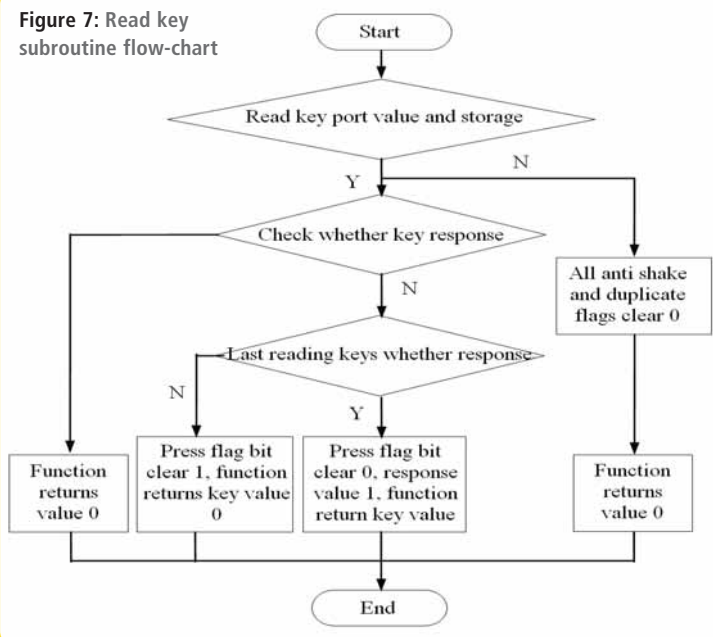 Figure 7: Read key
subroutine flow-chart
Start
Read key port value and storage
N
Y
Check whether key response
All anti shake
and duplicate
flags clear 0
N
Last reading keys whether response
N
Y
Function
returns
value 0
Press flag bit
clear 1, function
returns key value
0
Press flag bit
clear 0, response
value 1, function
return key value
Function
returns
value 0
End